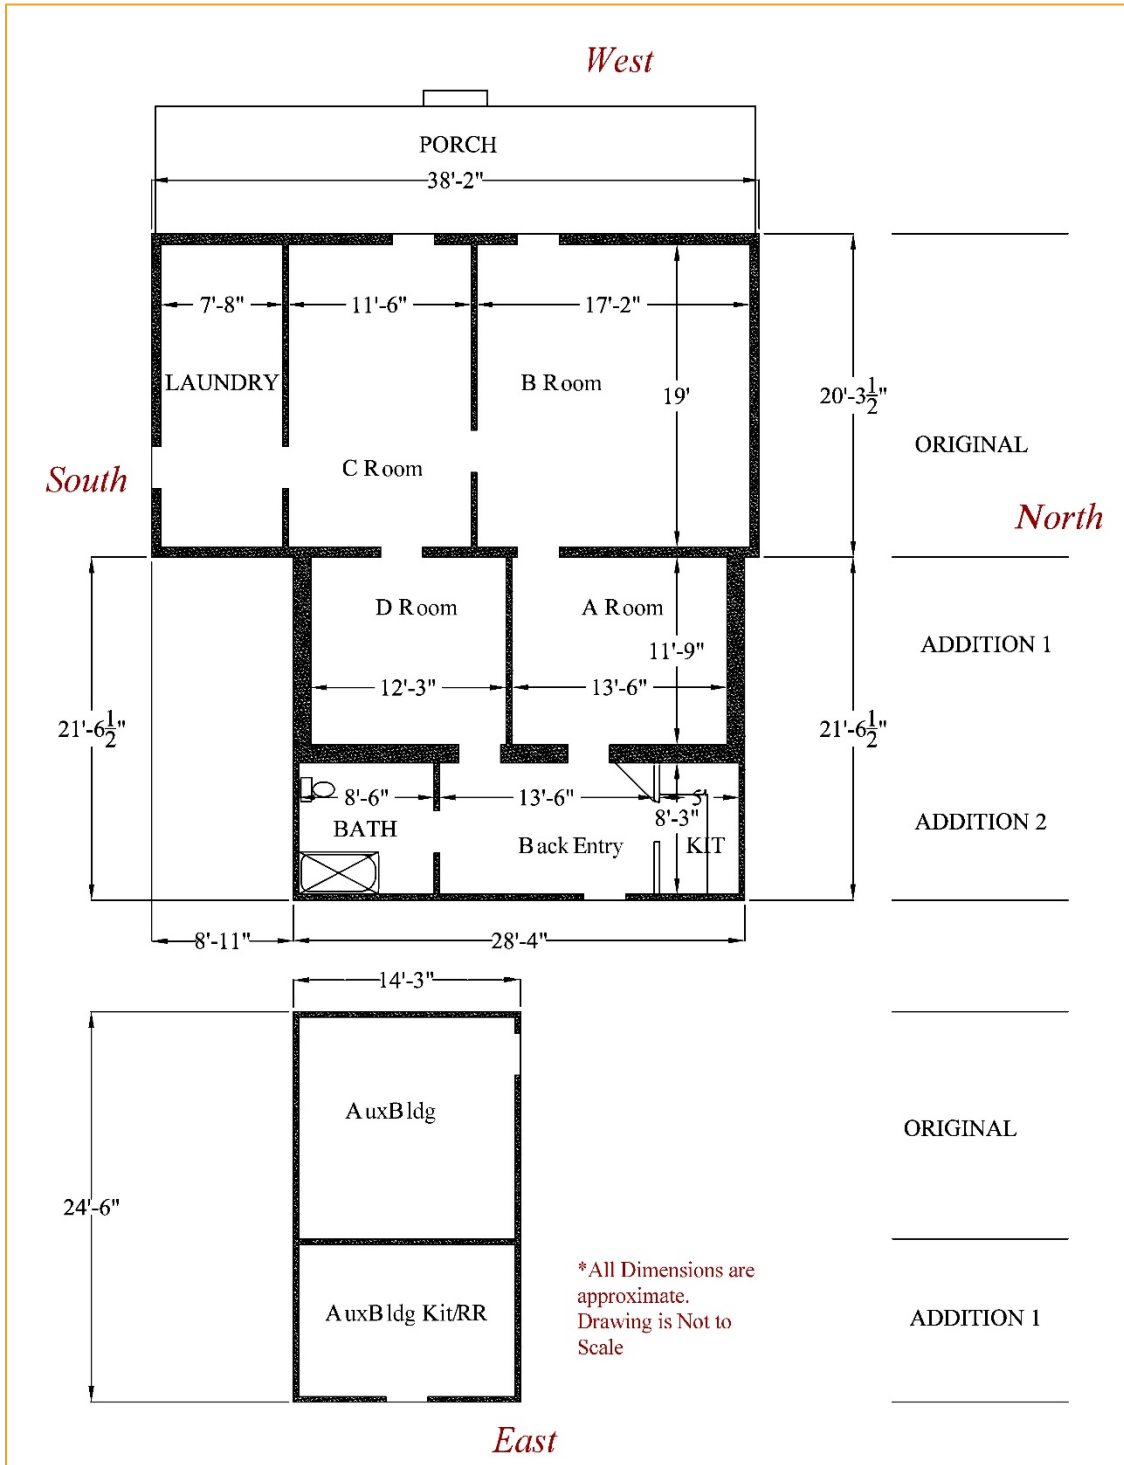 West
PORCH
38'-2"
7'-8"
11'-6"
17'-2"
LAUNDRY
B Room
19'
20'-3½"
ORIGINAL
C Room
South
North
D Room
A Room
ADDITION 1
11'-9"
12'-3"
13'-6"
21'-6½"
21'-6½"
8'-6"
13'-6"
5'
8'-3"
BATH
Back Entry
KIT
ADDITION 2
8'-11"
28'-4"
14'-3"
AuxBldg
ORIGINAL
24'-6"
*All Dimensions are
approximate.
Drawing is Not to
Scale
AuxBldg Kit/RR
ADDITION 1
East